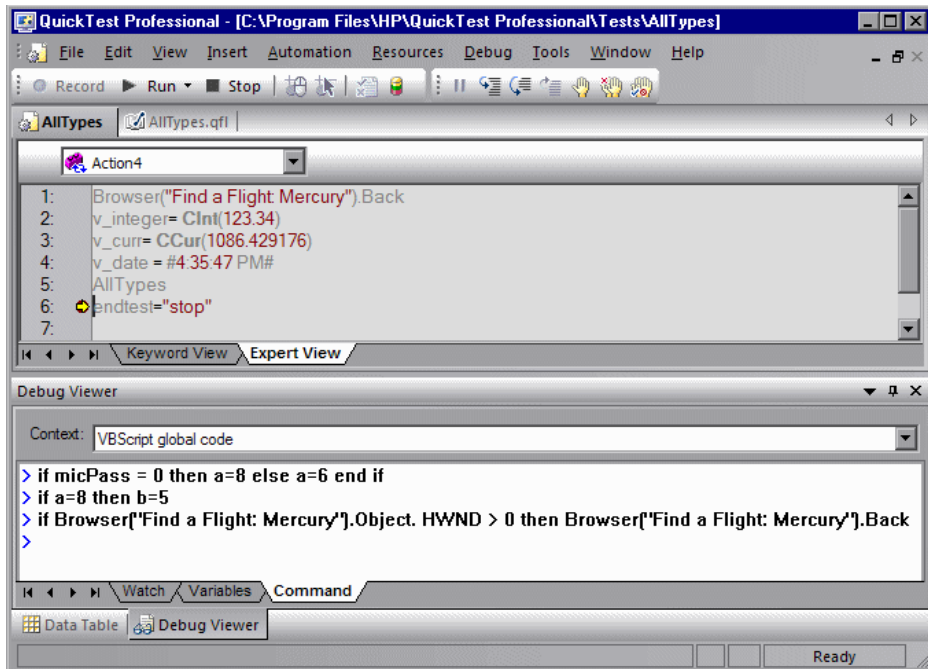 QuickTest Professional - [C:\Program Files\HP\QuickTest Professional\Tests\AllTypes]
File Edit View Insert Automation Resources Debug Tools Window Help
Record Run Stop
AllTypes AllTypes.qfl
Action4
1: Browser("Find a Flight: Mercury").Back
2: v_integer= CInt(123.34)
3: v_curr= CCur(1086.429176)
4: v_date = #4:35:47 PM#
5: AllTypes
6: endtest="stop"
7:
Keyword View Expert View
Debug Viewer
Context: VBScript global code
> if micPass = 0 then a=8 else a=6 end if
> if a=8 then b=5
> if Browser("Find a Flight: Mercury").Object. HWND > 0 then Browser("Find a Flight: Mercury").Back
>
Watch Variables Command
Data Table Debug Viewer
Ready